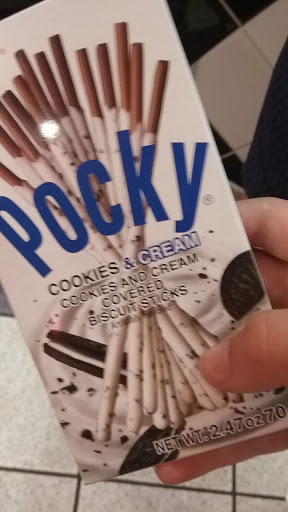 Pocky®
COOKIES & CREAM
COOKIES AND CREAM
COVERED
BISCUIT STICKS
NET WT. 2.47 oz 70